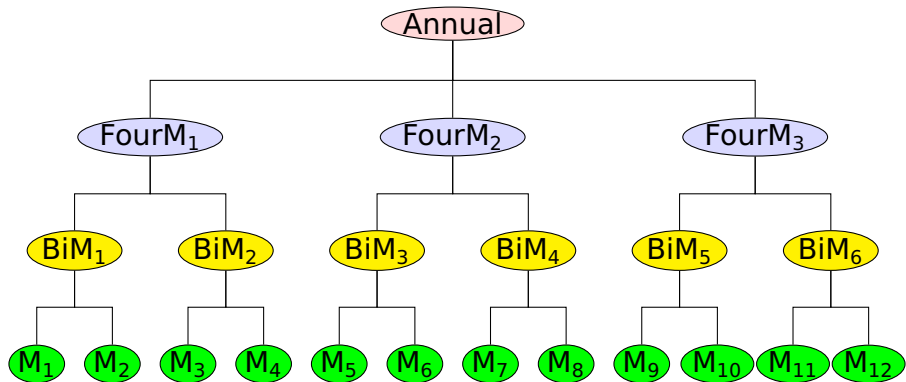 Annual
FourM₁ FourM₂ FourM₃
BiM₁ BiM₂ BiM₃ BiM₄ BiM₅ BiM₆
M₁ M₂ M₃ M₄ M₅ M₆ M₇ M₈ M₉ M₁₀ M₁₁ M₁₂